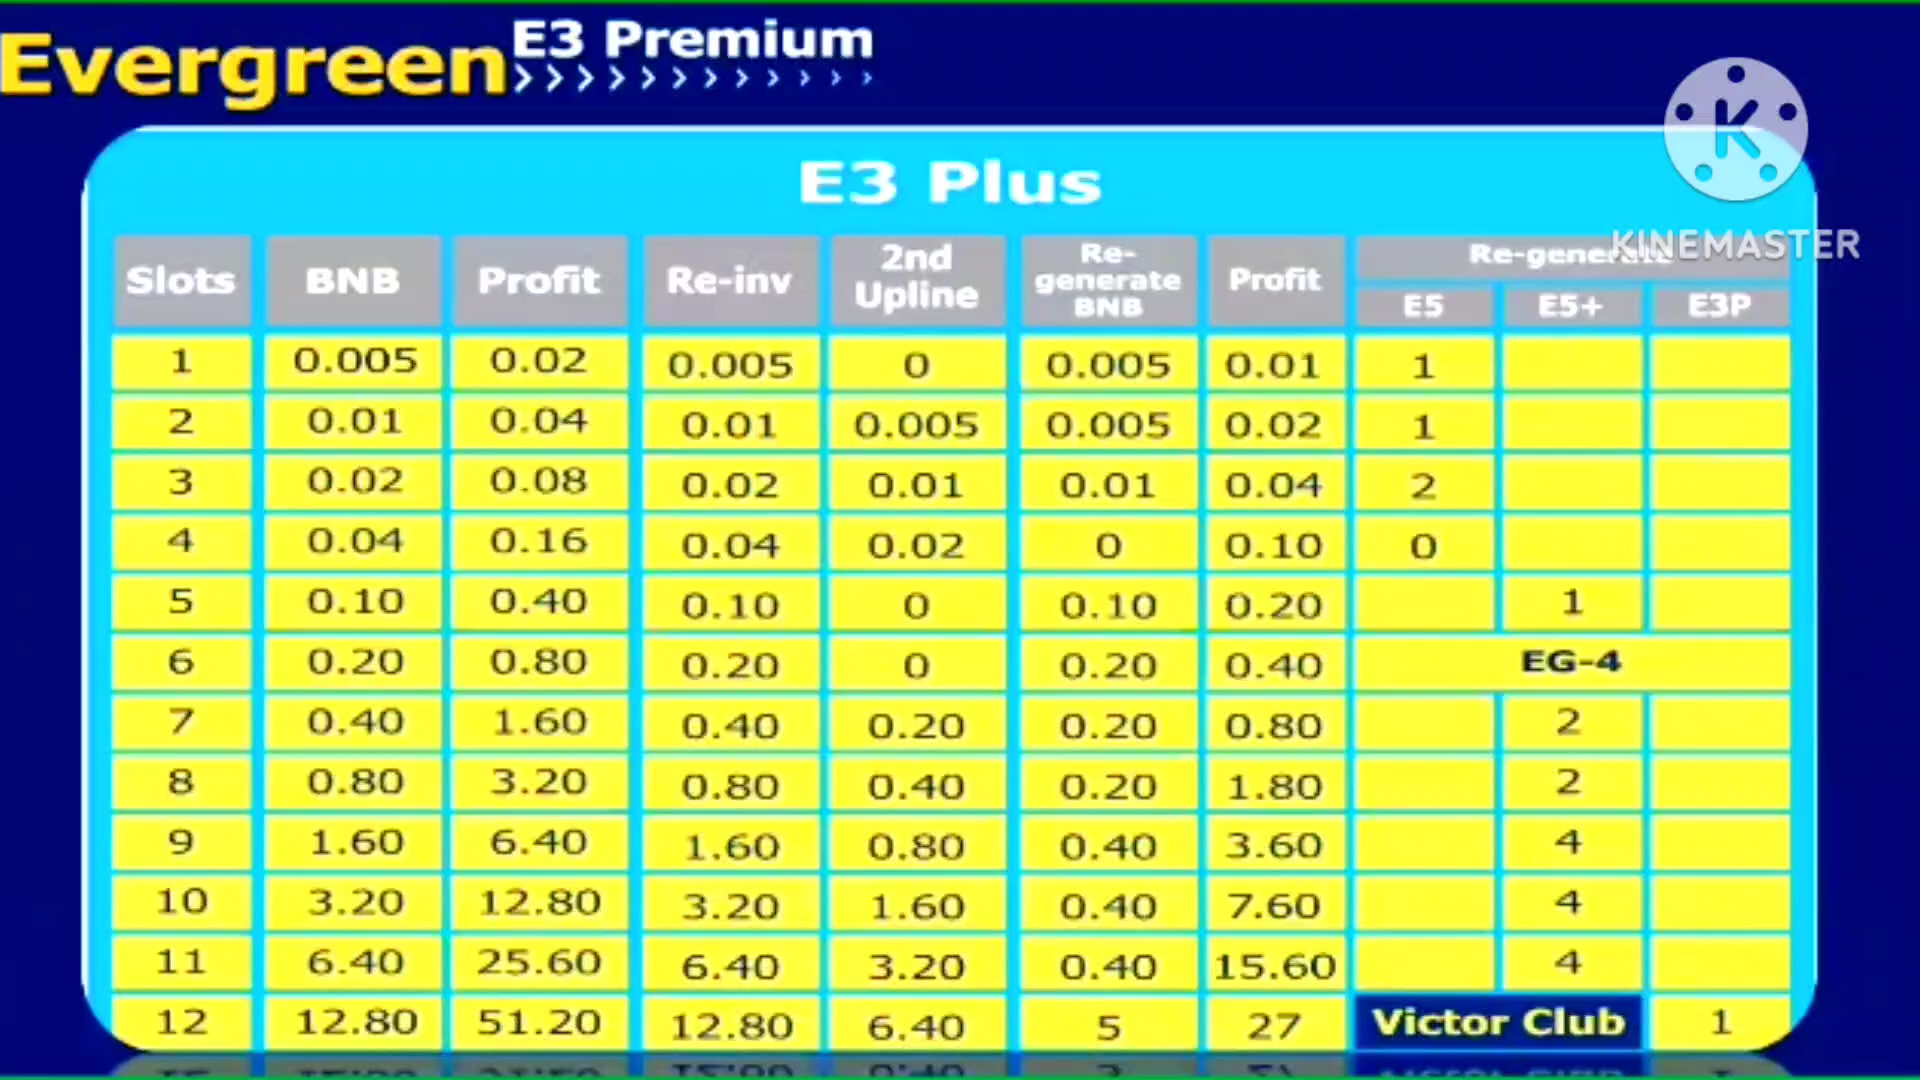 Evergreen E3 Premium
E3 Plus
KINEMASTER
Slots BNB Profit Re-inv 2nd Upline Re-generate BNB Profit Re-generate
E5 E5+ E3P
1 0.005 0.02 0.005 0 0.005 0.01 1
2 0.01 0.04 0.01 0.005 0.005 0.02 1
3 0.02 0.08 0.02 0.01 0.01 0.04 2
4 0.04 0.16 0.04 0.02 0 0.10 0
5 0.10 0.40 0.10 0 0.10 0.20 1
6 0.20 0.80 0.20 0 0.20 0.40 EG-4
7 0.40 1.60 0.40 0.20 0.20 0.80 2
8 0.80 3.20 0.80 0.40 0.20 1.80 2
9 1.60 6.40 1.60 0.80 0.40 3.60 4
10 3.20 12.80 3.20 1.60 0.40 7.60 4
11 6.40 25.60 6.40 3.20 0.40 15.60 4
12 12.80 51.20 12.80 6.40 5 27 Victor Club 1